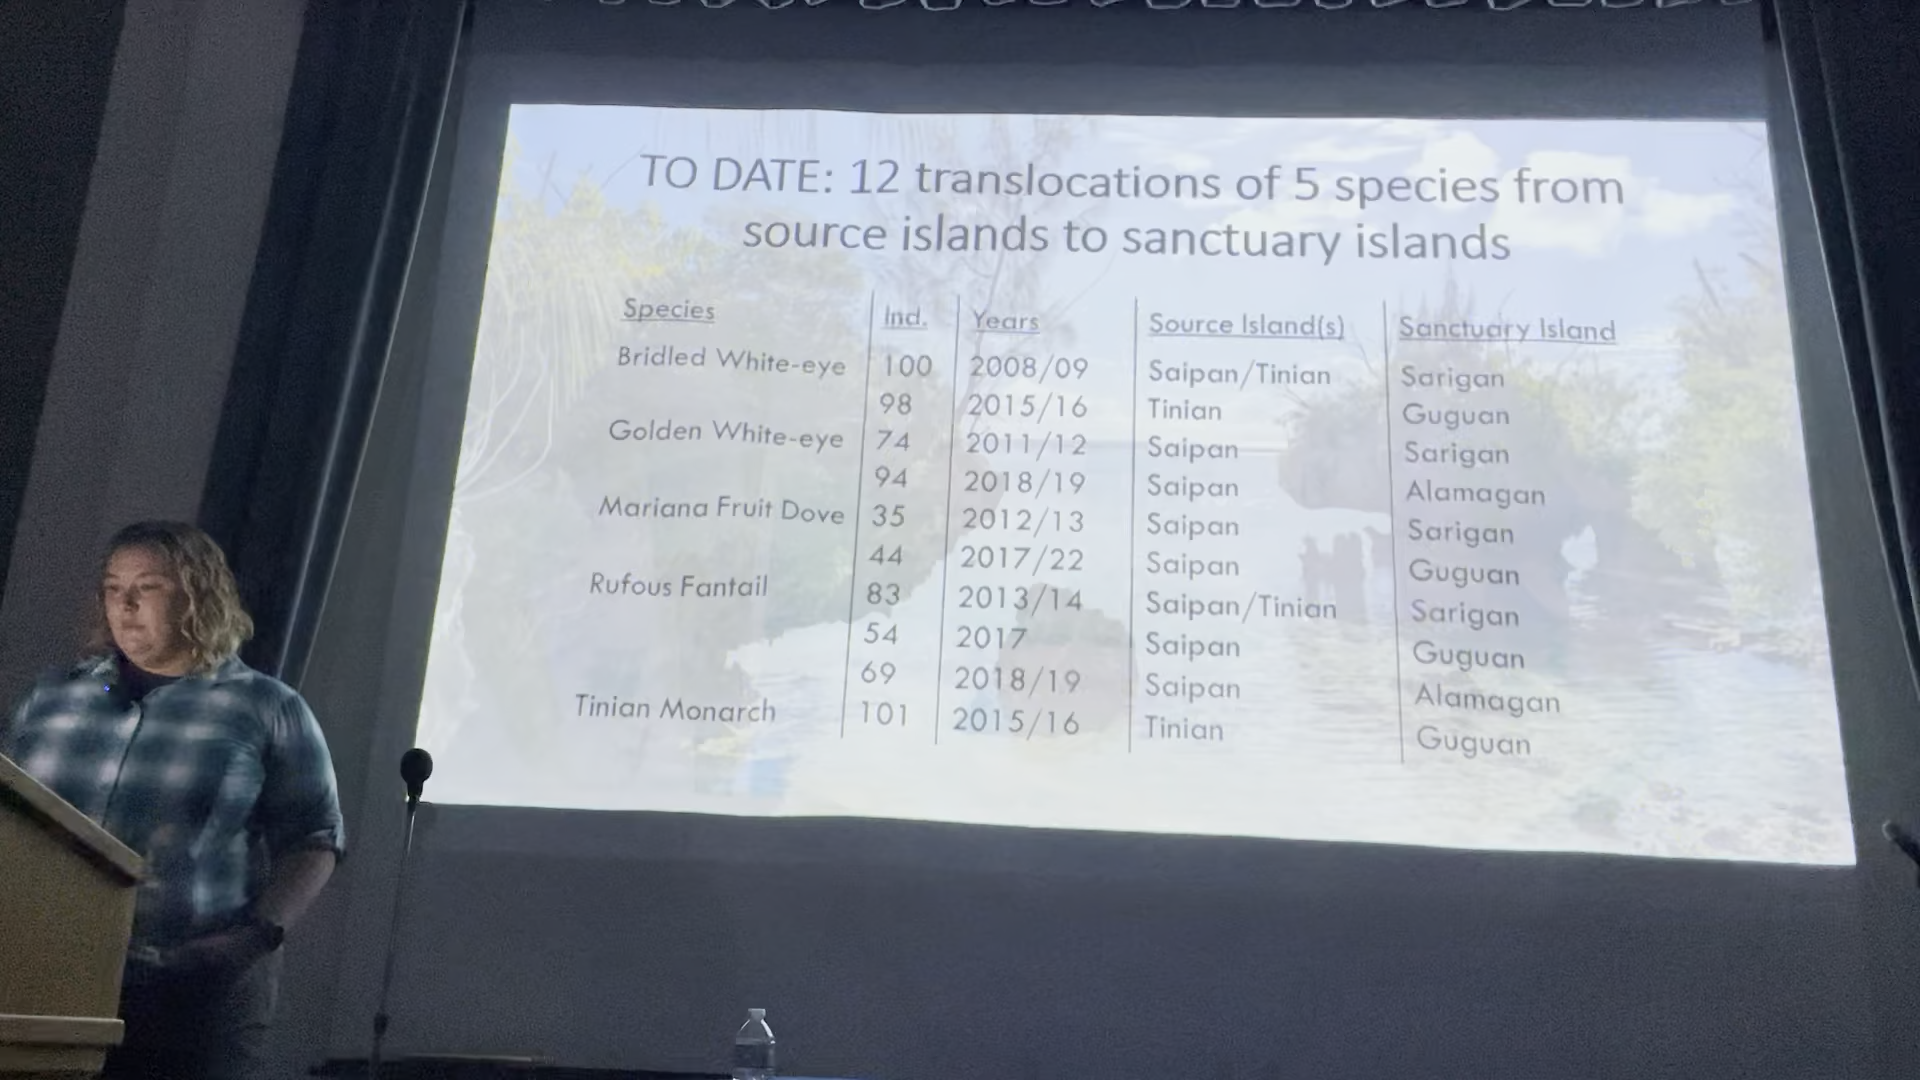 TO DATE: 12 translocations of 5 species from
source islands to sanctuary islands
Species Ind. Years Source Island(s) Sanctuary Island
Bridled White-eye 100 2008/09 Saipan/Tinian Sarigan
98 2015/16 Tinian Guguan
Golden White-eye 74 2011/12 Saipan Sarigan
94 2018/19 Saipan Alamagan
Mariana Fruit Dove 35 2012/13 Saipan Sarigan
44 2017/22 Saipan Guguan
Rufous Fantail 83 2013/14 Saipan/Tinian Sarigan
54 2017 Saipan Guguan
69 2018/19 Saipan Alamagan
Tinian Monarch 101 2015/16 Tinian Guguan